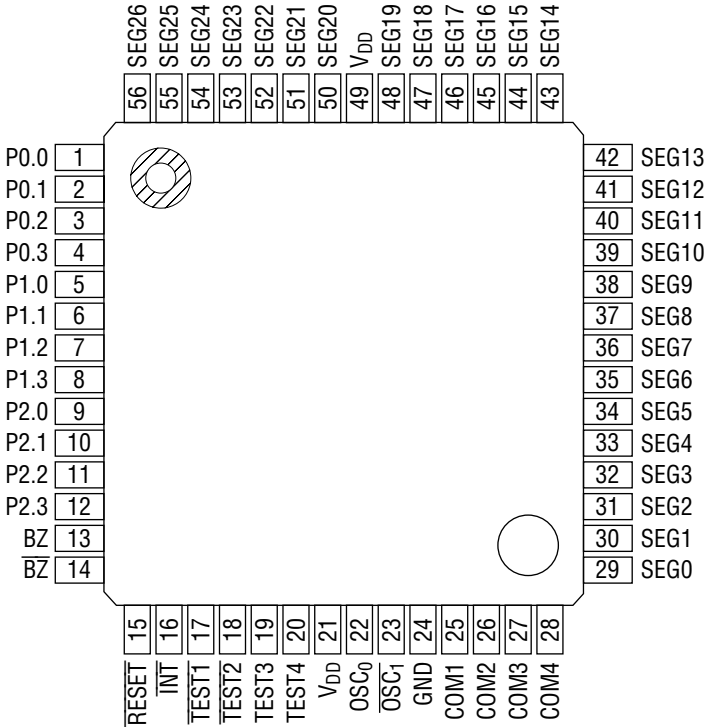 SEG26
SEG25
SEG24
SEG23
SEG22
SEG21
SEG20
VDD
SEG19
SEG18
SEG17
SEG16
SEG15
SEG14
56
55
54
53
52
51
50
49
48
47
46
45
44
43
P0.0 1
P0.1 2
P0.2 3
P0.3 4
P1.0 5
P1.1 6
P1.2 7
P1.3 8
P2.0 9
P2.1 10
P2.2 11
P2.3 12
BZ 13
B̅Z̅ 14
42 SEG13
41 SEG12
40 SEG11
39 SEG10
38 SEG9
37 SEG8
36 SEG7
35 SEG6
34 SEG5
33 SEG4
32 SEG3
31 SEG2
30 SEG1
29 SEG0
15
16
17
18
19
20
21
22
23
24
25
26
27
28
R̅E̅S̅E̅T̅
I̅N̅T̅
T̅E̅S̅T̅1̅
T̅E̅S̅T̅2̅
TEST3
TEST4
VDD
OSC₀
O̅S̅C̅₁̅
GND
COM1
COM2
COM3
COM4